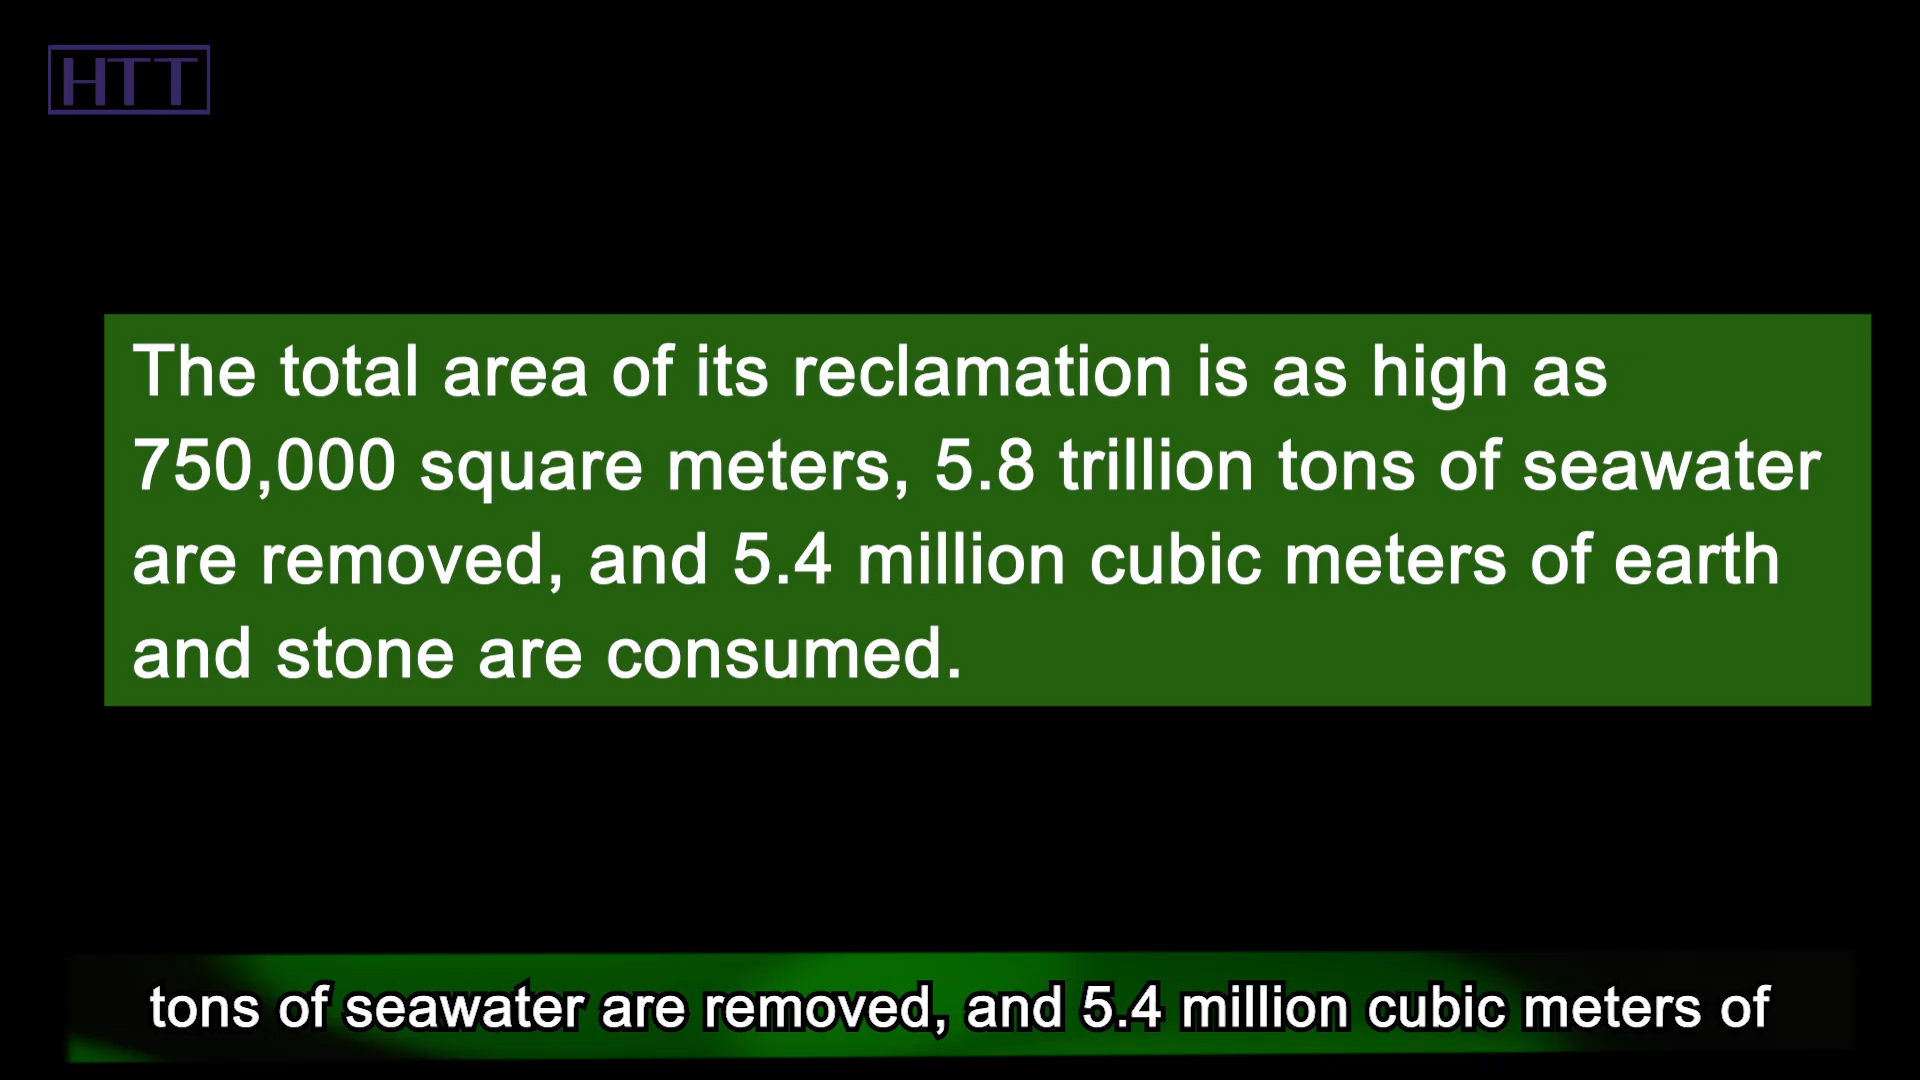 HTT
The total area of its reclamation is as high as
750,000 square meters, 5.8 trillion tons of seawater
are removed, and 5.4 million cubic meters of earth
and stone are consumed.
tons of seawater are removed, and 5.4 million cubic meters of